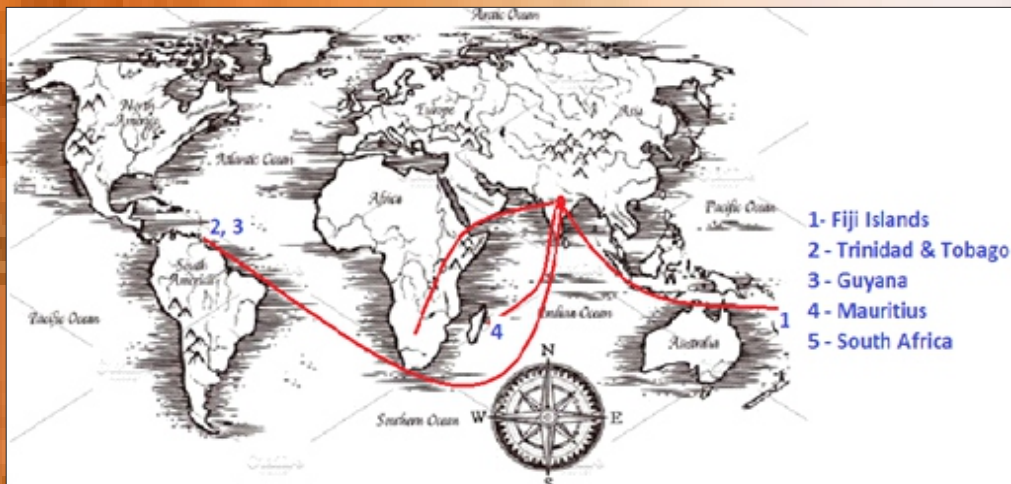 Arctic Ocean
North
America
Europe
Asia
Atlantic Ocean
Africa
Pacific Ocean
1- Fiji Islands
2 - Trinidad & Tobago
3 - Guyana
4 - Mauritius
5 - South Africa
2, 3
South
America
Pacific Ocean
4
Indian Ocean
1
Australia
N
W
E
S
Southern Ocean